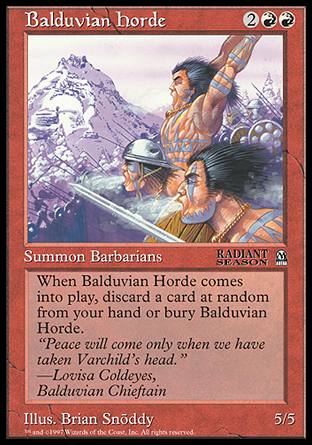 Balduvian Horde 2
Summon Barbarians RADIANT SEASON ARENA
When Balduvian Horde comes
into play, discard a card at random
from your hand or bury Balduvian
Horde.
“Peace will come only when we have
taken Varchild’s head.”
—Lovisa Coldeyes,
Balduvian Chieftain
™ and ©1997 Wizards of the Coast, Inc. All rights reserved.
Illus. Brian Snōddy 5/5